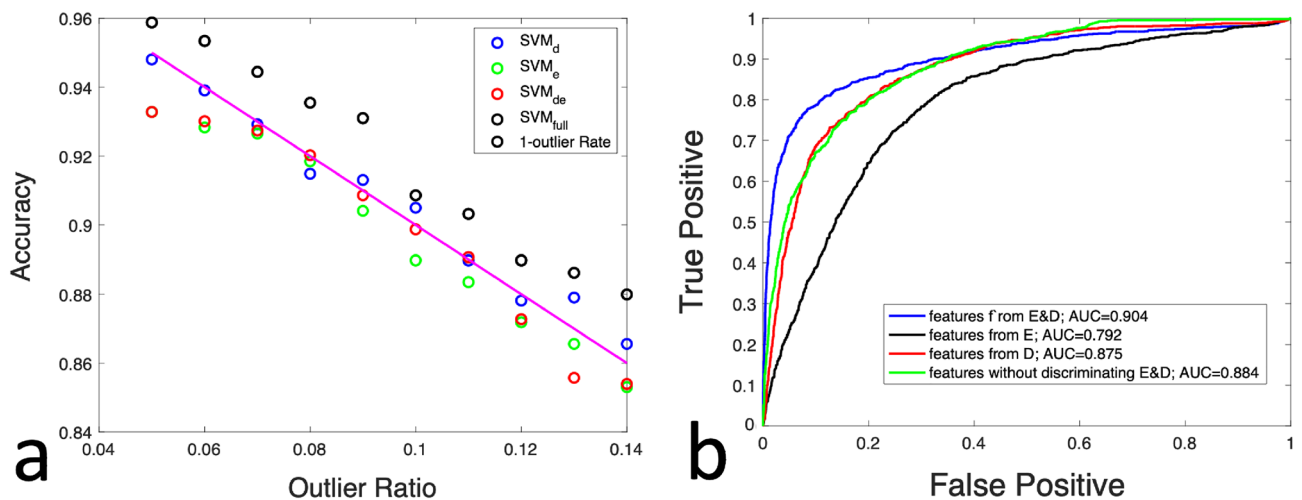 0.96
0.94
0.92
0.9
0.88
0.86
0.84
0.04
0.06
0.08
0.1
0.12
0.14
Accuracy
Outlier Ratio
SVMd
SVMe
SVMde
SVMfull
1-outlier Rate
a
1
0.9
0.8
0.7
0.6
0.5
0.4
0.3
0.2
0.1
0
0
0.2
0.4
0.6
0.8
1
True Positive
False Positive
features f rom E&D; AUC=0.904
features from E; AUC=0.792
features from D; AUC=0.875
features without discriminating E&D; AUC=0.884
b